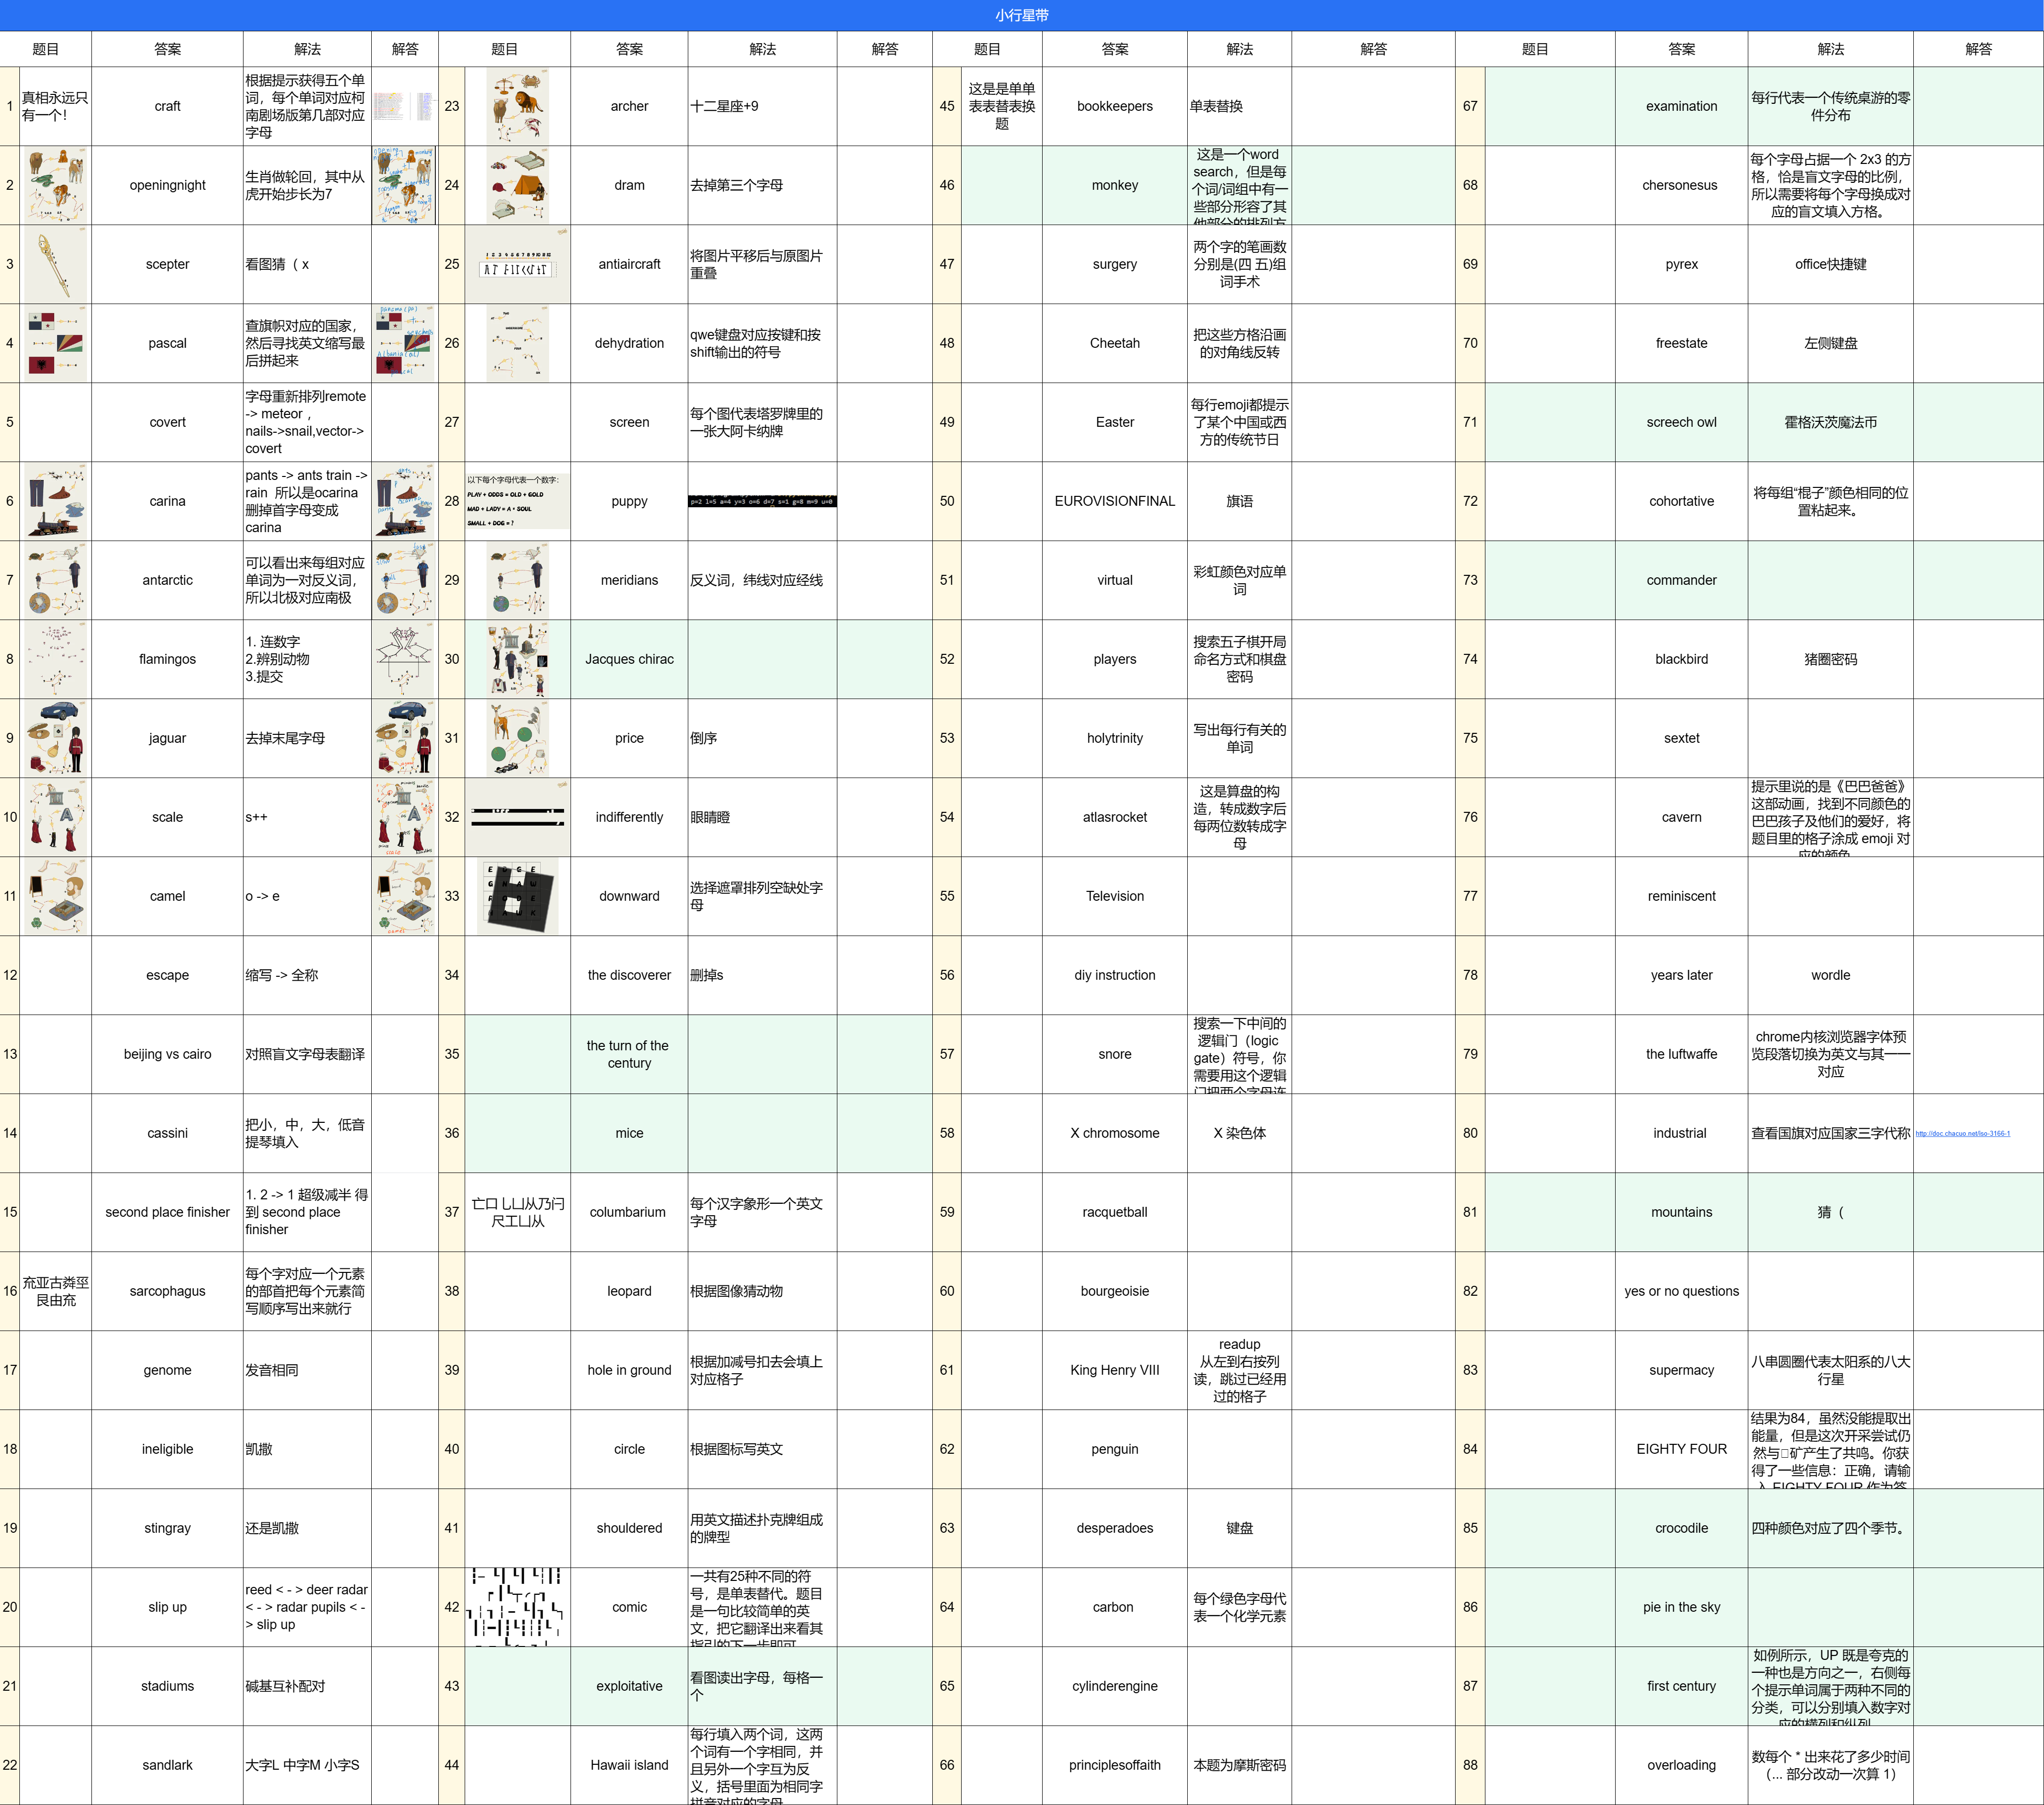 小行星带
题目 答案 解法 解答 题目 答案 解法 解答 题目 答案 解法 解答 题目 答案 解法 解答
1 真相永远只有一个! craft 根据提示获得五个单词，每个单词对应柯南剧场版第几部对应字母
23 archer 十二星座+9
45 这是是单单表表替表换题 bookkeepers 单表替换
67 examination 每行代表一个传统桌游的零件分布
2 openingnight 生肖做轮回，其中从虎开始步长为7
24 dram 去掉第三个字母
46 monkey 这是一个word search，但是每个词/词组中有一些部分形容了其他部分的排列方
68 chersonesus 每个字母占据一个 2x3 的方格，恰是盲文字母的比例，所以需要将每个字母换成对应的盲文填入方格。
3 scepter 看图猜（ x
25 antiaircraft 将图片平移后与原图片重叠
47 surgery 两个字的笔画数分别是(四 五)组词手术
69 pyrex office快捷键
4 pascal 查旗帜对应的国家，然后寻找英文缩写最后拼起来
26 dehydration qwe键盘对应按键和按shift输出的符号
48 Cheetah 把这些方格沿画的对角线反转
70 freestate 左侧键盘
5 covert 字母重新排列remote -> meteor，nails->snail,vector->covert
27 screen 每个图代表塔罗牌里的一张大阿卡纳牌
49 Easter 每行emoji都提示了某个中国或西方的传统节日
71 screech owl 霍格沃茨魔法币
6 carina pants -> ants train -> rain 所以是ocarina删掉首字母变成carina
28 以下每个字母代表一个数字:
PLAY + ODDS = OLD + GOLD
MAD + LADY = A + SOUL
SMALL + DOG = ?
puppy p=2 l=5 a=4 y=3 o=6 d=7 s=1 g=8 m=9 u=0
50 EUROVISIONFINAL 旗语
72 cohortative 将每组“棍子”颜色相同的位置粘起来。
7 antarctic 可以看出来每组对应单词为一对反义词，所以北极对应南极
29 meridians 反义词，纬线对应经线
51 virtual 彩虹颜色对应单词
73 commander
8 flamingos 1. 连数字
2.辨别动物
3.提交
30 Jacques chirac
52 players 搜索五子棋开局命名方式和棋盘密码
74 blackbird 猪圈密码
9 jaguar 去掉末尾字母
31 price 倒序
53 holytrinity 写出每行有关的单词
75 sextet
10 scale s++
32 indifferently 眼睛瞪
54 atlasrocket 这是算盘的构造，转成数字后每两位数转成字母
76 cavern 提示里说的是《巴巴爸爸》这部动画，找到不同颜色的巴巴孩子及他们的爱好，将题目里的格子涂成 emoji 对应的颜色
11 camel o -> e
33 downward 选择遮罩排列空缺处字母
55 Television
77 reminiscent
12 escape 缩写 -> 全称
34 the discoverer 删掉s
56 diy instruction
78 years later wordle
13 beijing vs cairo 对照盲文字母表翻译
35 the turn of the century
57 snore 搜索一下中间的逻辑门（logic gate）符号，你需要用这个逻辑门把两个字母连
79 the luftwaffe chrome内核浏览器字体预览段落切换为英文与其一一对应
14 cassini 把小，中，大，低音提琴填入
36 mice
58 X chromosome X 染色体
80 industrial 查看国旗对应国家三字代称 http://doc.chacuo.net/iso-3166-1
15 second place finisher 1. 2 -> 1 超级减半 得到 second place finisher
37 亡口乚凵从乃闩尺工凵从 columbarium 每个汉字象形一个英文字母
59 racquetball
81 mountains 猜（
16 充亚古粦垩艮由充 sarcophagus 每个字对应一个元素的部首把每个元素简写顺序写出来就行
38 leopard 根据图像猜动物
60 bourgeoisie
82 yes or no questions
17 genome 发音相同
39 hole in ground 根据加减号扣去会填上对应格子
61 King Henry VIII readup
从左到右按列读，跳过已经用过的格子
83 supermacy 八串圆圈代表太阳系的八大行星
18 ineligible 凯撒
40 circle 根据图标写英文
62 penguin
84 EIGHTY FOUR 结果为84，虽然没能提取出能量，但是这次开采尝试仍然与□矿产生了共鸣。你获得了一些信息：正确，请输入 EIGHTY FOUR 作为答
19 stingray 还是凯撒
41 shouldered 用英文描述扑克牌组成的牌型
63 desperadoes 键盘
85 crocodile 四种颜色对应了四个季节。
20 slip up reed < - > deer radar < - > radar pupils < - > slip up
42 comic 一共有25种不同的符号，是单表替代。题目是一句比较简单的英文，把它翻译出来看其指引的下一步即可
64 carbon 每个绿色字母代表一个化学元素
86 pie in the sky
21 stadiums 碱基互补配对
43 exploitative 看图读出字母，每格一个
65 cylinderengine
87 first century 如例所示，UP 既是夸克的一种也是方向之一，右侧每个提示单词属于两种不同的分类，可以分别填入数字对应的横列和纵列
22 sandlark 大字L 中字M 小字S
44 Hawaii island 每行填入两个词，这两个词有一个字相同，并且另外一个字互为反义，括号里面为相同字拼音对应的字母
66 principlesoffaith 本题为摩斯密码
88 overloading 数每个 * 出来花了多少时间（... 部分改动一次算 1）